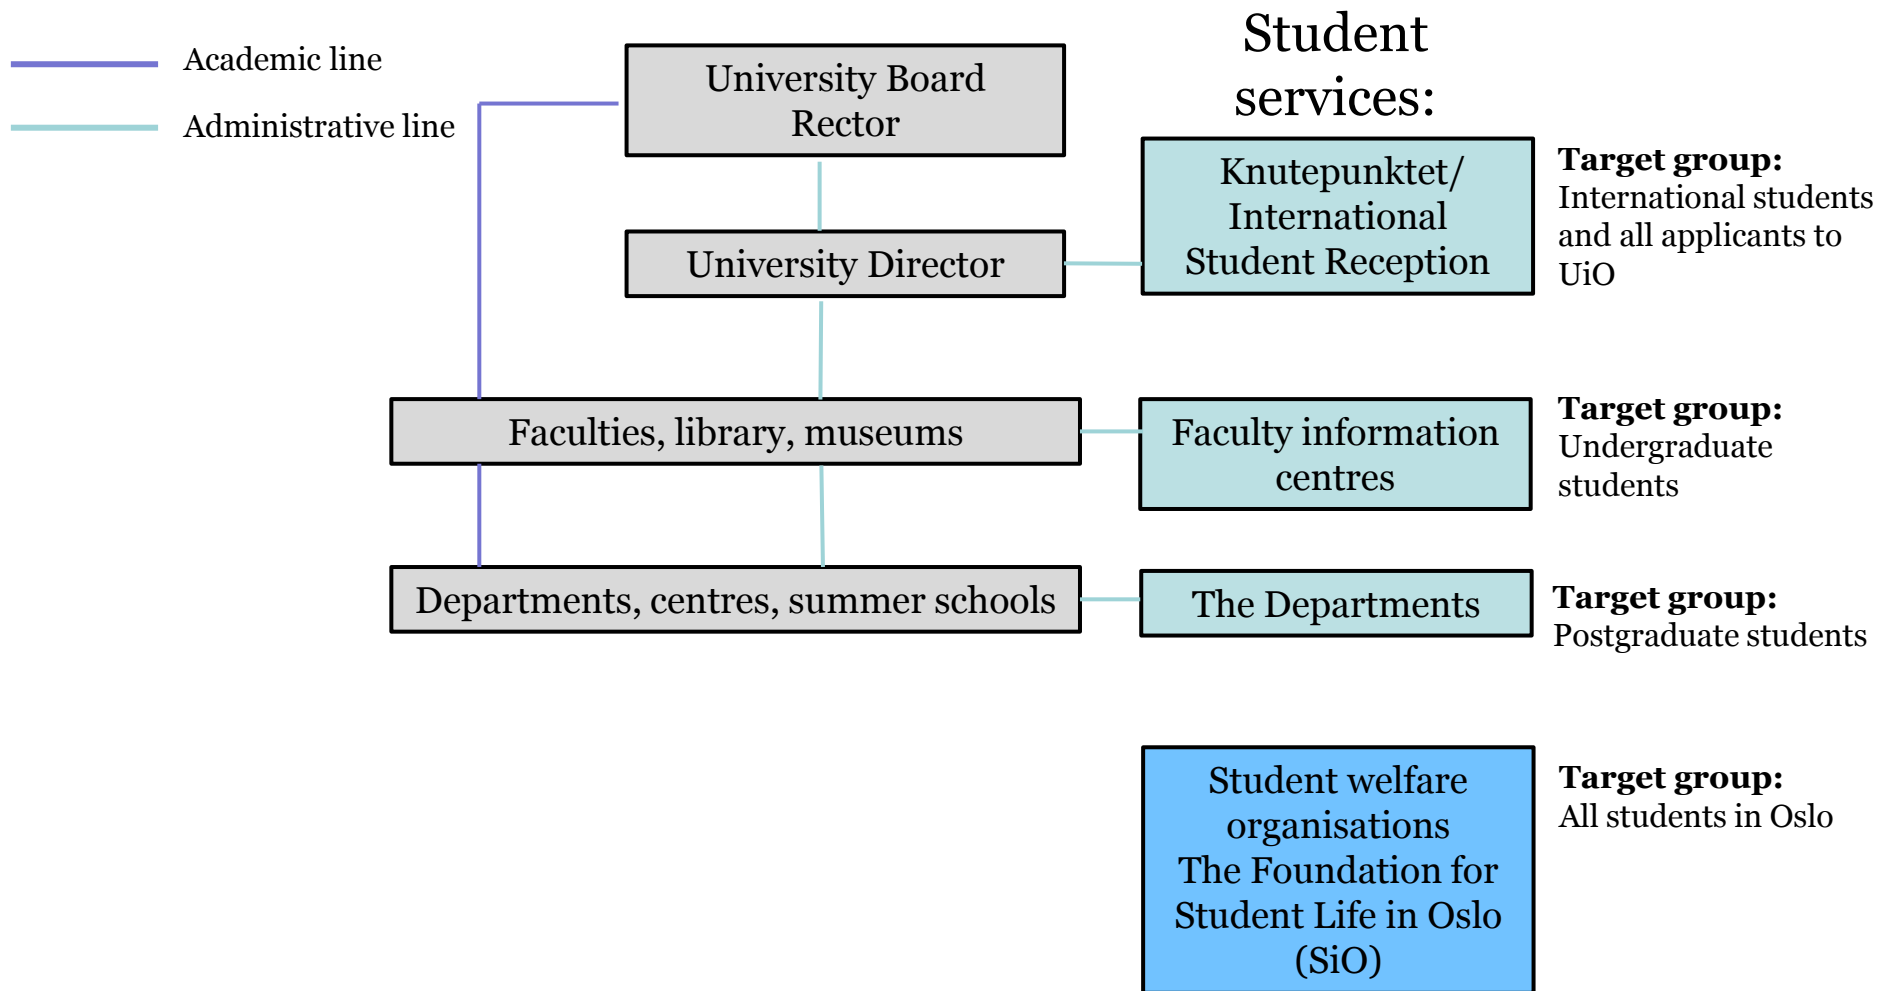 Academic line
Administrative line
University Board
Rector
University Director
Faculties, library, museums
Departments, centres, summer schools
Student
services:
Knutepunktet/
International
Student Reception
Target group:
International students
and all applicants to
UiO
Faculty information
centres
Target group:
Undergraduate
students
The Departments
Target group:
Postgraduate students
Student welfare
organisations
The Foundation for
Student Life in Oslo
(SiO)
Target group:
All students in Oslo